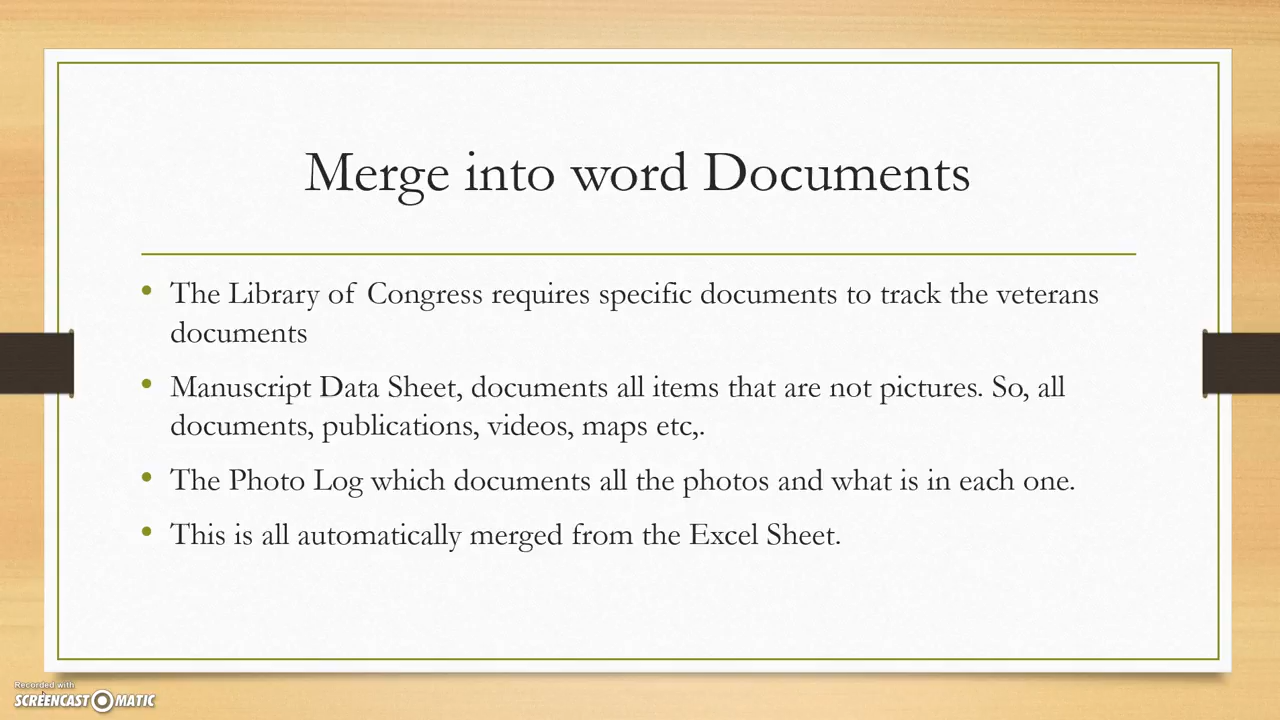 Merge into word Documents
• The Library of Congress requires specific documents to track the veterans
documents
• Manuscript Data Sheet, documents all items that are not pictures. So, all
documents, publications, videos, maps etc,.
• The Photo Log which documents all the photos and what is in each one.
• This is all automatically merged from the Excel Sheet.
Recorded with
SCREENCAST MATIC